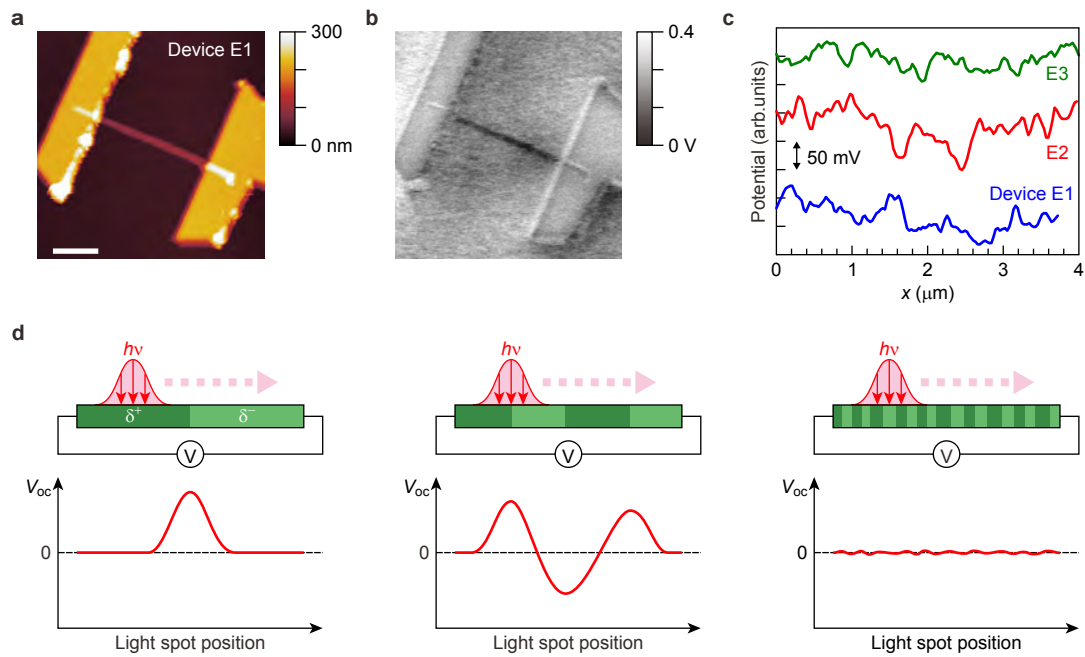 a
Device E1
300
0 nm
b
0.4
0 V
c
Potential (arb.units)
E3
E2
50 mV
Device E1
0 1 2 3 4
x (μm)
d
hν
δ⁺ δ⁻
V
Voc
0
Light spot position
hν
V
Voc
0
Light spot position
hν
V
Voc
0
Light spot position